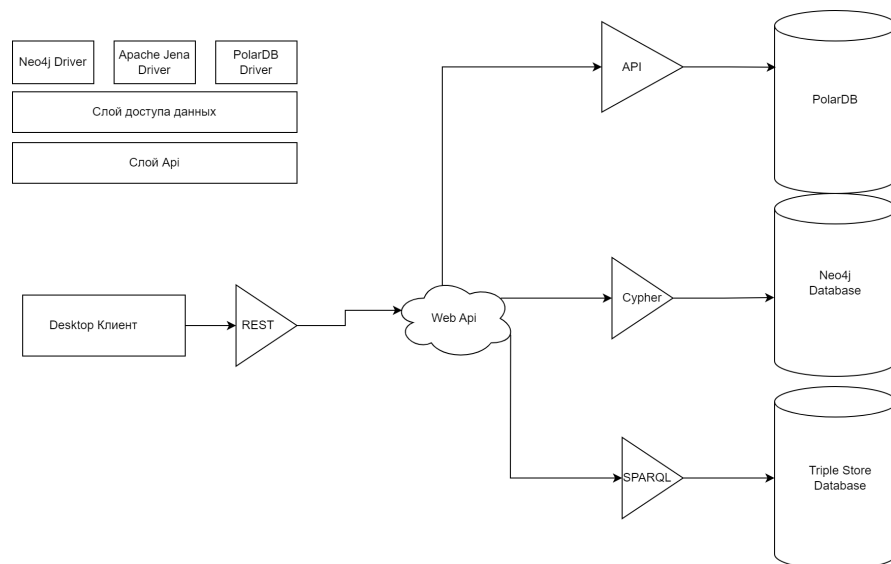 Neo4j Driver
Apache Jena
Driver
PolarDB
Driver
Слой доступа данных
Слой Api
API
PolarDB
Desktop Клиент
REST
Web Api
Cypher
Neo4j
Database
SPARQL
Triple Store
Database